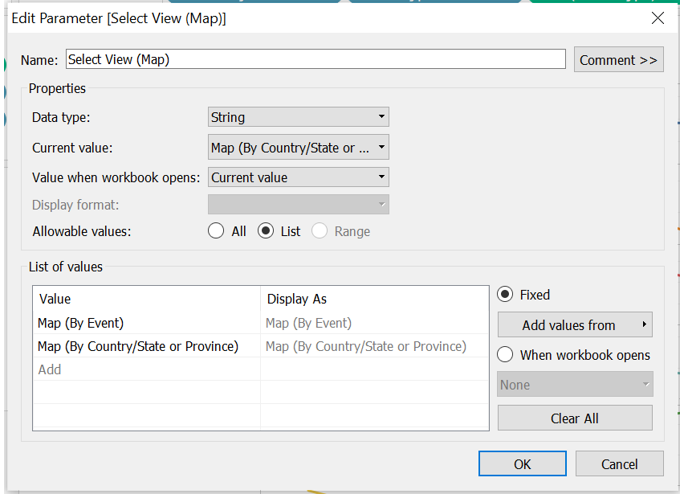 Edit Parameter [Select View (Map)]
Name: Select View (Map) Comment >>
Properties
Data type: String
Current value: Map (By Country/State or ...
Value when workbook opens: Current value
Display format:
Allowable values: All List Range
List of values
Value Display As
Map (By Event) Map (By Event)
Map (By Country/State or Province) Map (By Country/State or Province)
Add
Fixed
Add values from
When workbook opens
None
Clear All
OK Cancel